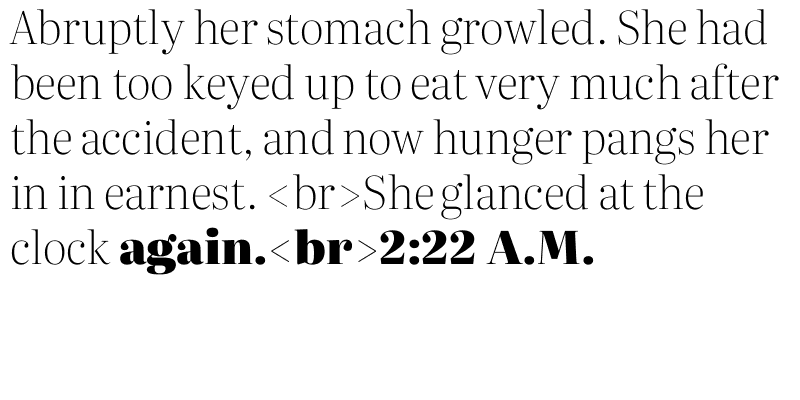 Abruptly her stomach growled. She had
been too keyed up to eat very much after
the accident, and now hunger pangs her
in in earnest. <br>She glanced at the
clock again.<br>2:22 A.M.